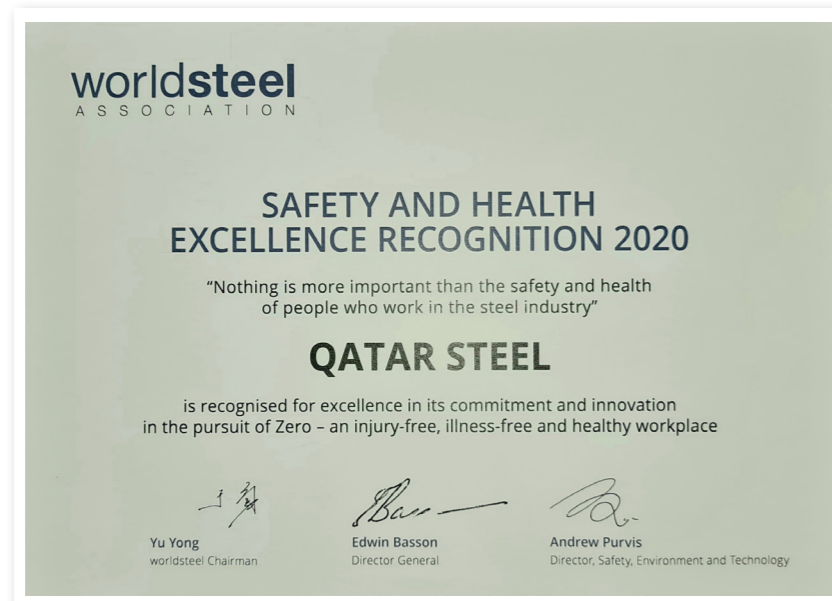 worldsteel
ASSOCIATION
SAFETY AND HEALTH
EXCELLENCE RECOGNITION 2020
“Nothing is more important than the safety and health
of people who work in the steel industry”
QATAR STEEL
is recognised for excellence in its commitment and innovation
in the pursuit of Zero – an injury-free, illness-free and healthy workplace
Yu Yong
worldsteel Chairman
Edwin Basson
Director General
Andrew Purvis
Director, Safety, Environment and Technology